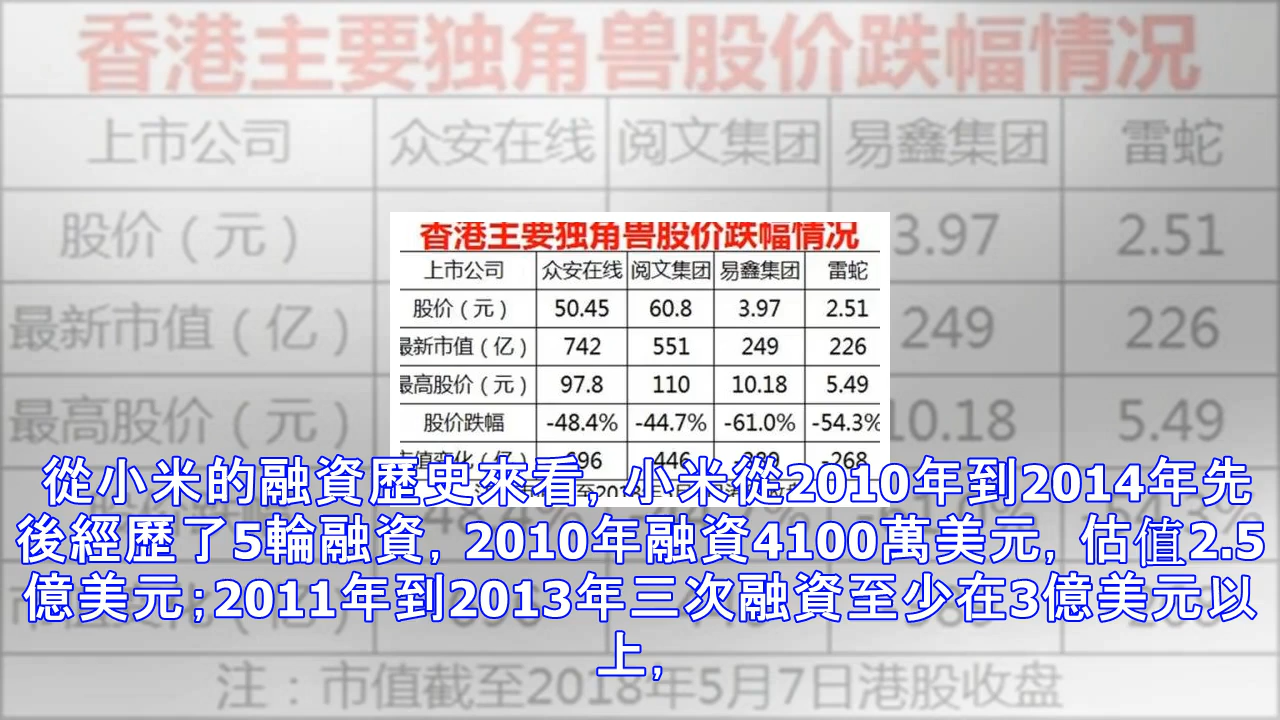 香港主要独角兽股价跌幅情况
上市公司 众安在线 阅文集团 易鑫集团 雷蛇
股价（元） 50.45 60.8 3.97 2.51
最新市值（亿） 742 551 249 226
最高股价（元） 97.8 110 10.18 5.49
股价跌幅 -48.4% -44.7% -61.0% -54.3%
從小米的融資歷史來看, 小米從2010年到2014年先
後經歷了5輪融資, 2010年融資4100萬美元, 估值2.5
億美元;2011年到2013年三次融資至少在3億美元以
上,
注：市值截至2018年5月7日港股收盘